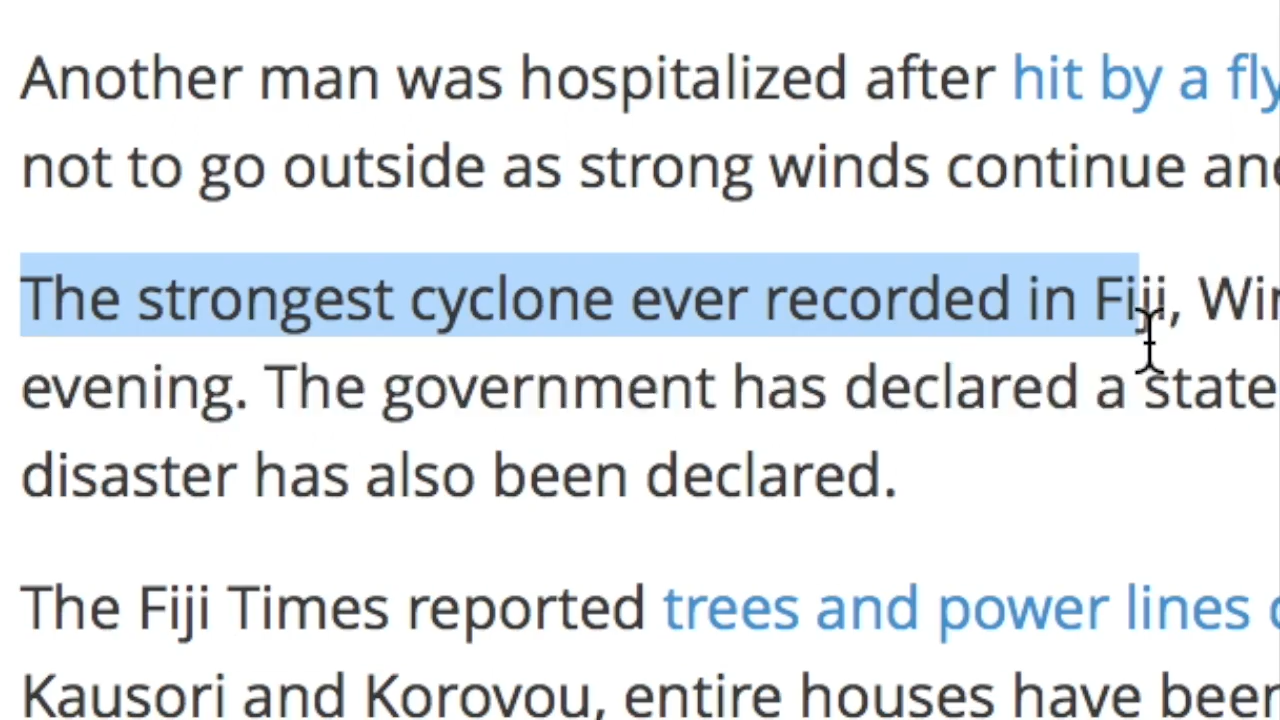 Another man was hospitalized after hit by a
not to go outside as strong winds continue
The strongest cyclone ever recorded in Fiji,
evening. The government has declared a state
disaster has also been declared.
The Fiji Times reported trees and power lines
Kausori and Korovou, entire houses have been